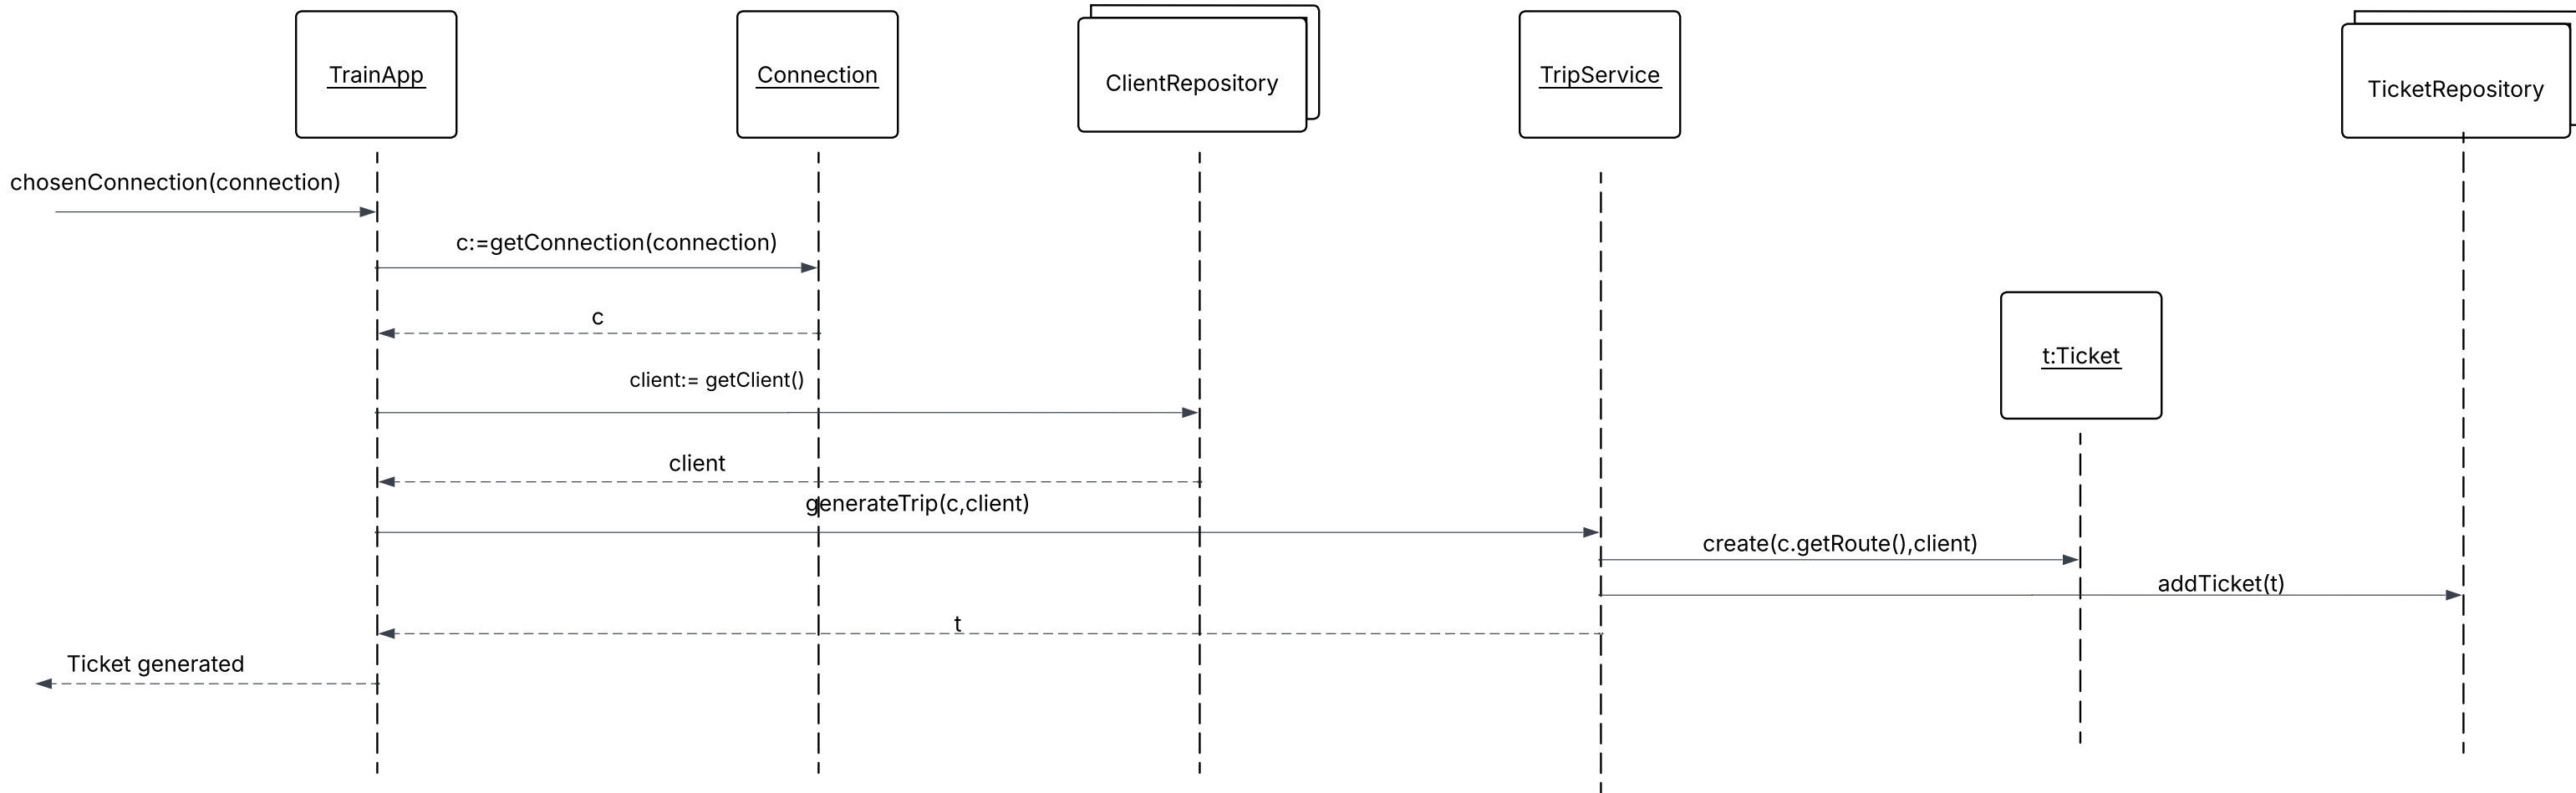 TrainApp
Connection
ClientRepository
TripService
TicketRepository
chosenConnection(connection)
c:=getConnection(connection)
c
t:Ticket
client:= getClient()
client
generateTrip(c,client)
create(c.getRoute(),client)
addTicket(t)
t
Ticket generated